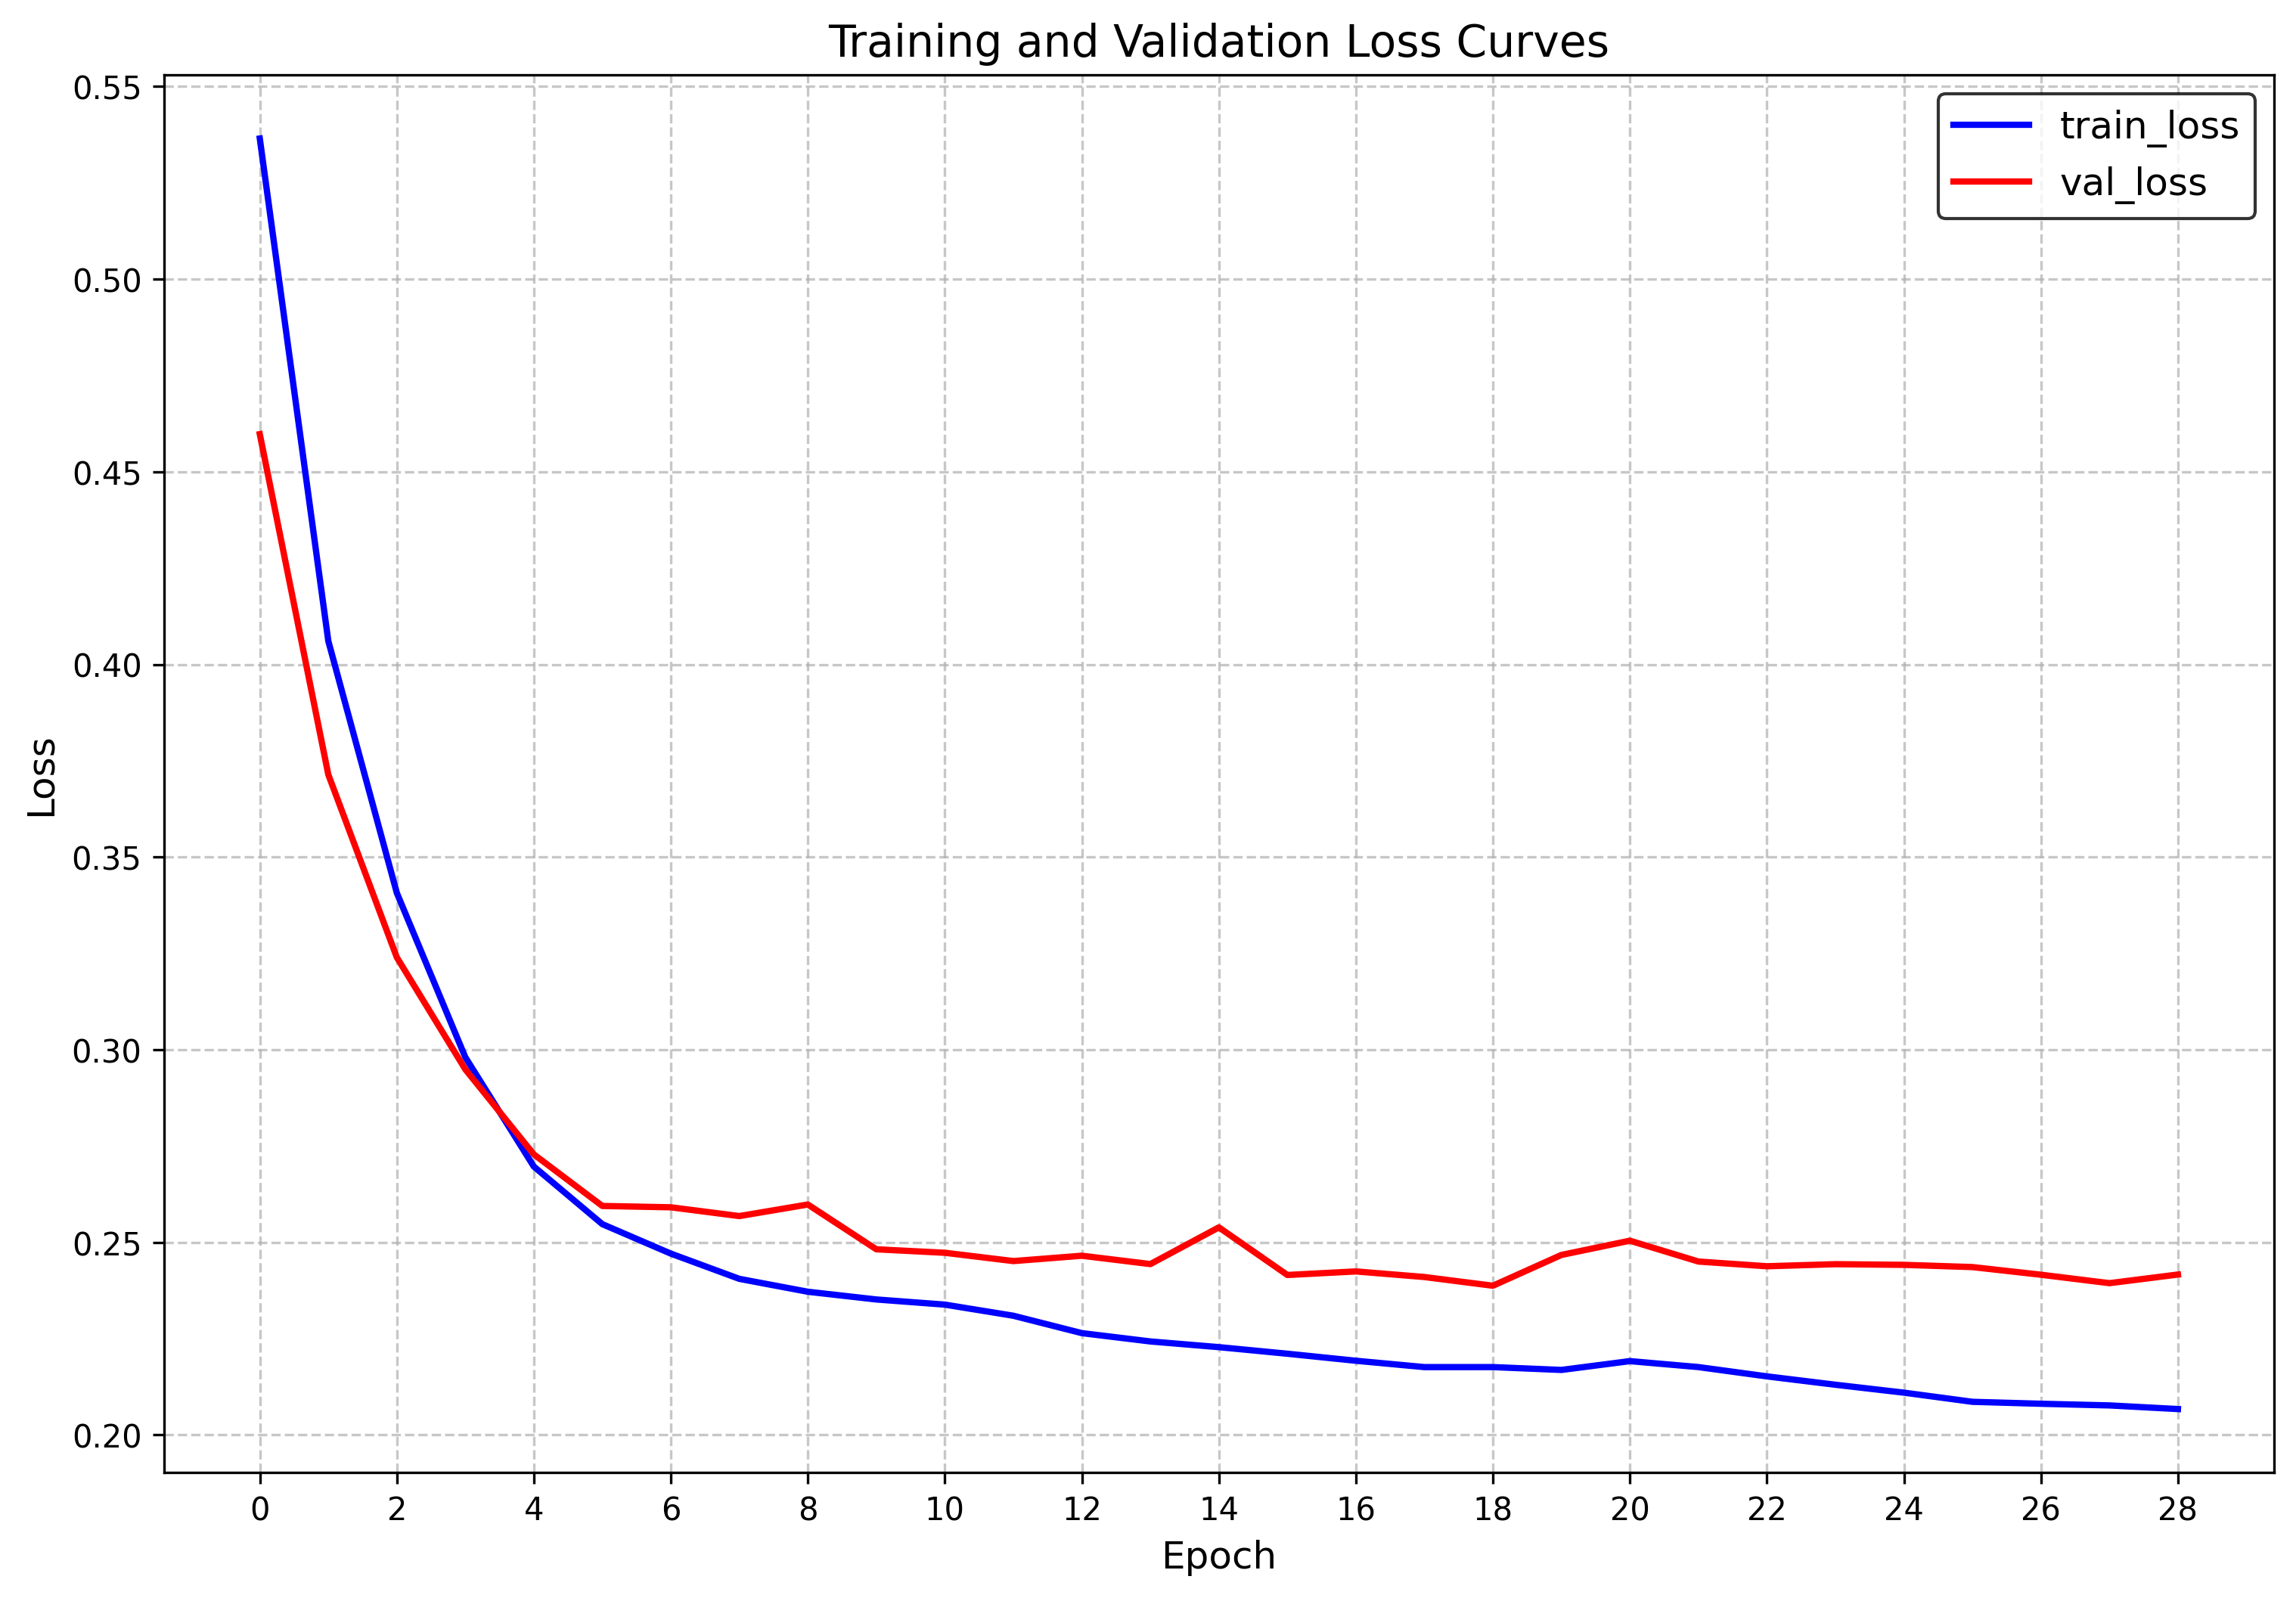 Training and Validation Loss Curves
train_loss
val_loss
0.55
0.50
0.45
0.40
0.35
0.30
0.25
0.20
Loss
0 2 4 6 8 10 12 14 16 18 20 22 24 26 28
Epoch